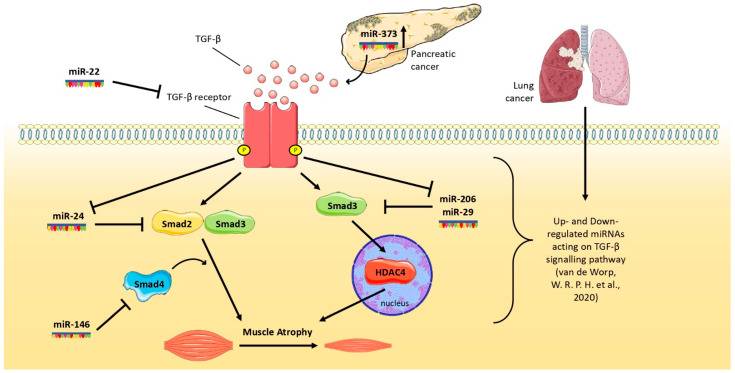 miR-373
Pancreatic
cancer
TGF-β
miR-22
TGF-β receptor
Lung
cancer
P
P
miR-24
Smad2
Smad3
Smad3
miR-206
miR-29
Smad4
HDAC4
nucleus
miR-146
Muscle Atrophy
Up- and Down-
regulated miRNAs
acting on TGF-β
signalling pathway
(van de Worp,
W. R. P. H. et al.,
2020)